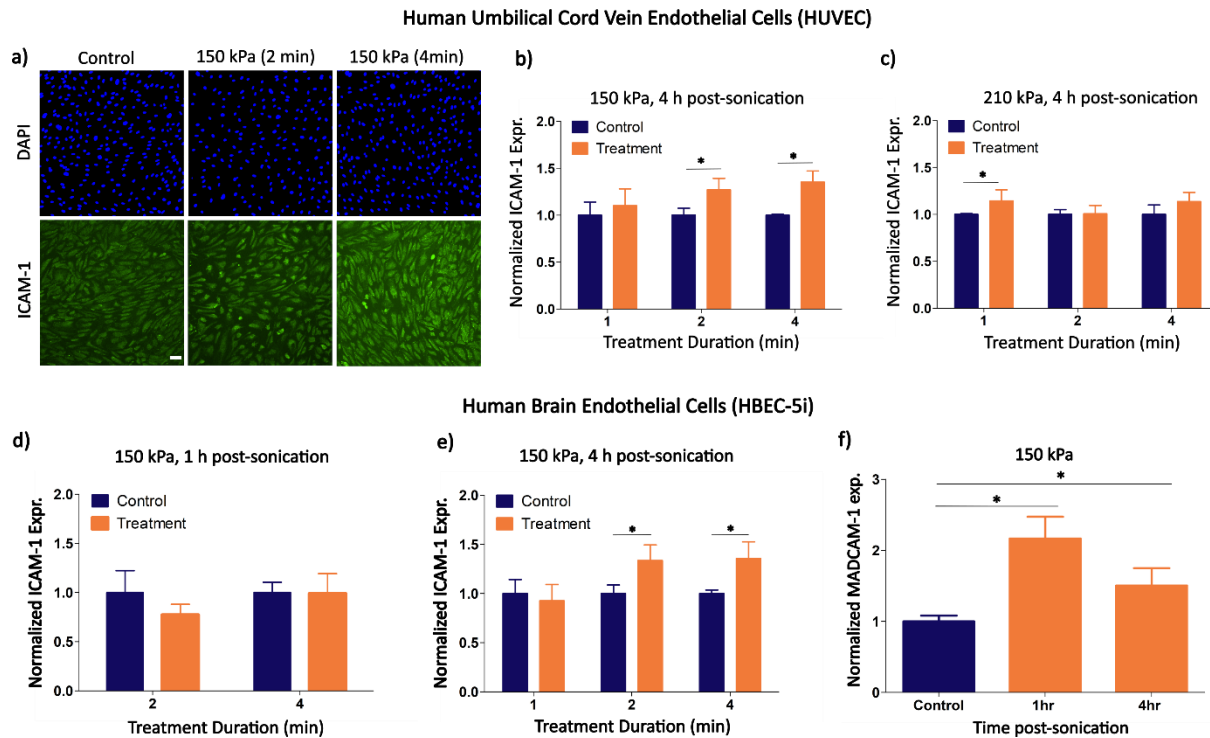 Human Umbilical Cord Vein Endothelial Cells (HUVEC)
a)
Control
150 kPa (2 min)
150 kPa (4min)
DAPI
ICAM-1
b)
150 kPa, 4 h post-sonication
Normalized ICAM-1 Expr.
2.0
1.5
1.0
0.5
0.0
Control
Treatment
*
*
1
2
4
Treatment Duration (min)
c)
210 kPa, 4 h post-sonication
Normalized ICAM-1 Expr.
2.0
1.5
1.0
0.5
0.0
Control
Treatment
*
1
2
4
Treatment Duration (min)
Human Brain Endothelial Cells (HBEC-5i)
d)
150 kPa, 1 h post-sonication
Normalized ICAM-1 Expr.
2.0
1.5
1.0
0.5
0.0
Control
Treatment
2
4
Treatment Duration (min)
e)
150 kPa, 4 h post-sonication
Normalized ICAM-1 Expr.
2.0
1.5
1.0
0.5
0.0
Control
Treatment
*
*
1
2
4
Treatment Duration (min)
f)
150 kPa
Normalized MADCAM-1 exp.
3
2
1
0
*
*
Control
1hr
4hr
Time post-sonication